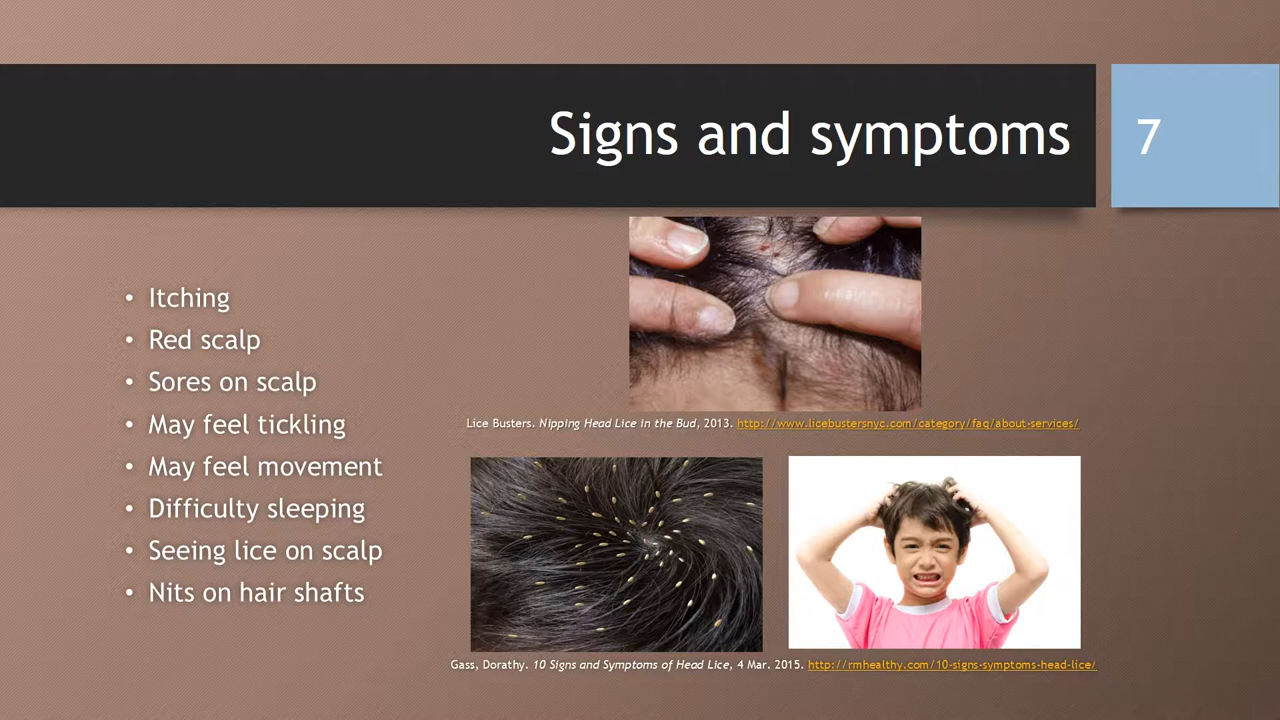 Signs and symptoms
7
• Itching
• Red scalp
• Sores on scalp
• May feel tickling
• May feel movement
• Difficulty sleeping
• Seeing lice on scalp
• Nits on hair shafts
Lice Busters. Nipping Head Lice in the Bud, 2013. http://www.licebustersnyc.com/category/faq/about-services/
Gass, Dorathy. 10 Signs and Symptoms of Head Lice, 4 Mar. 2015. http://rmhealthy.com/10-signs-symptoms-head-lice/